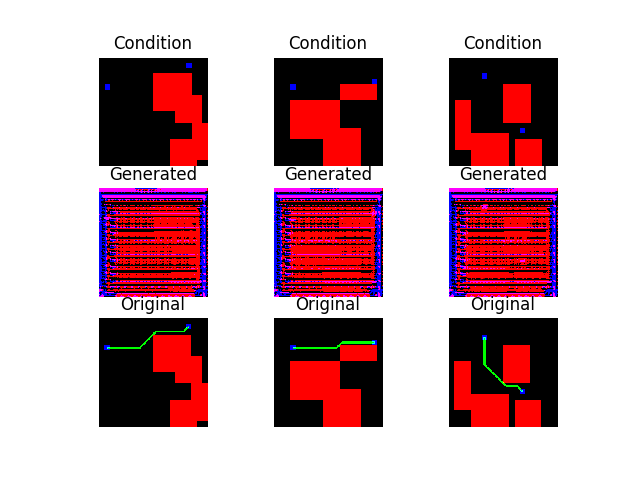 Condition Condition Condition
Generated Generated Generated
Original Original Original